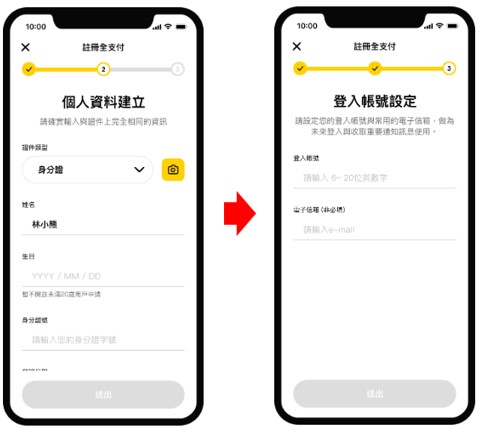 10:00
註冊全支付
2
3
個人資料建立
請確實輸入與證件上完全相同的資訊
證件類型
身分證
姓名
林小熊
生日
YYYY / MM / DD
暫不開放未滿20歲用戶申請
身分證號
請輸入您的身分證字號
送出
10:00
註冊全支付
3
登入帳號設定
請設定您的登入帳號與常用的電子信箱，做為
未來登入與收取重要通知訊息使用。
登入帳號
請輸入 6- 20位英數字
電子信箱 (非必填)
請輸入e-mail
送出